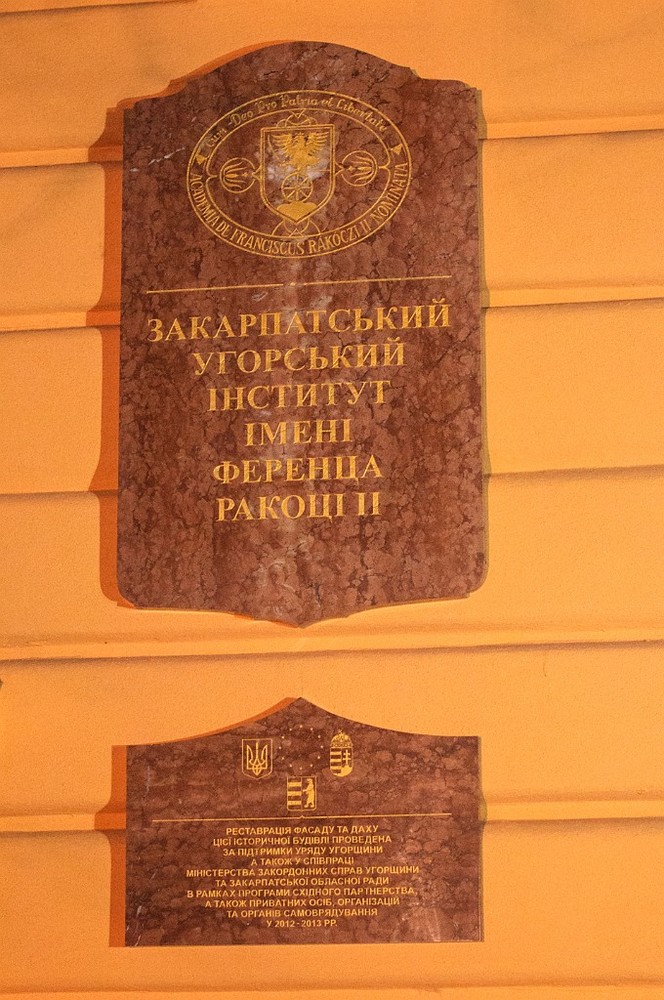 Cum Deo Pro Patria et Libertate
ACADEMIA DE FRANCISCUS RÁKÓCZI II NOMINATA
ЗАКАРПАТСЬКИЙ
УГОРСЬКИЙ
ІНСТИТУТ
ІМЕНІ
ФЕРЕНЦА
РАКОЦІ ІІ
РЕСТАВРАЦІЯ ФАСАДУ ТА ДАХУ
ЦІЄЇ ІСТОРИЧНОЇ БУДІВЛІ ПРОВЕДЕНА
ЗА ПІДТРИМКИ УРЯДУ УГОРЩИНИ
А ТАКОЖ У СПІВПРАЦІ
МІНІСТЕРСТВА ЗАКОРДОННИХ СПРАВ УГОРЩИНИ
ТА ЗАКАРПАТСЬКОЇ ОБЛАСНОЇ РАДИ
В РАМКАХ ПРОГРАМИ СХІДНОГО ПАРТНЕРСТВА,
А ТАКОЖ ПРИВАТНИХ ОСІБ, ОРГАНІЗАЦІЙ
ТА ОРГАНІВ САМОВРЯДУВАННЯ
У 2012-2013 РР.